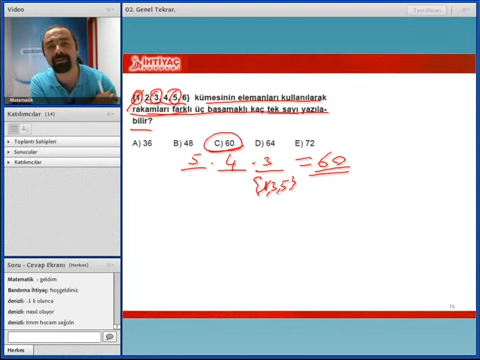 Video
02. Genel Tekrar.
Tam Ekran
Matematik
Katılımcılar (14)
Toplantı Sahipleri
Sunucular
Katılımcılar
Soru - Cevap Ekranı (Herkes)
Matematik : geldim
Bandırma İhtiyaç: hoşgeldiniz
denizli: -1 li olunca
denizli: nasıl oluyor
denizli: tmm hocam sağoln
Herkes
İHTİYAÇ
{1, 2, 3, 4, 5, 6} kümesinin elemanları kullanılarak
rakamları farklı üç basamaklı kaç tek sayı yazıla-
bilir?
A) 36 B) 48 C) 60 D) 64 E) 72
5 . 4 . 3 = 60
{1,3,5}
75